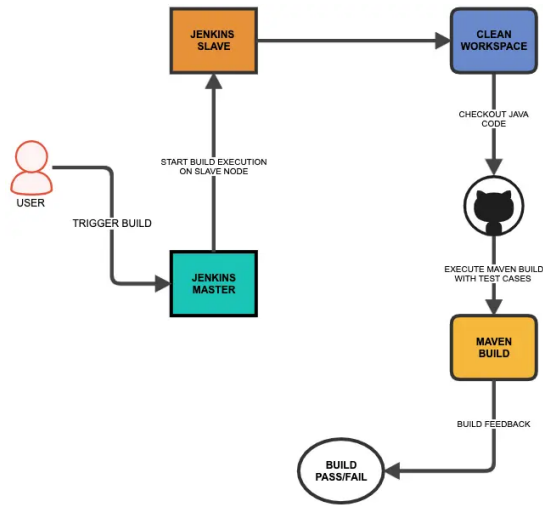 JENKINS
SLAVE
CLEAN
WORKSPACE
CHECKOUT JAVA
CODE
START BUILD EXECUTION
ON SLAVE NODE
USER
TRIGGER BUILD
JENKINS
MASTER
EXECUTE MAVEN BUILD
WITH TEST CASES
MAVEN
BUILD
BUILD FEEDBACK
BUILD
PASS/FAIL